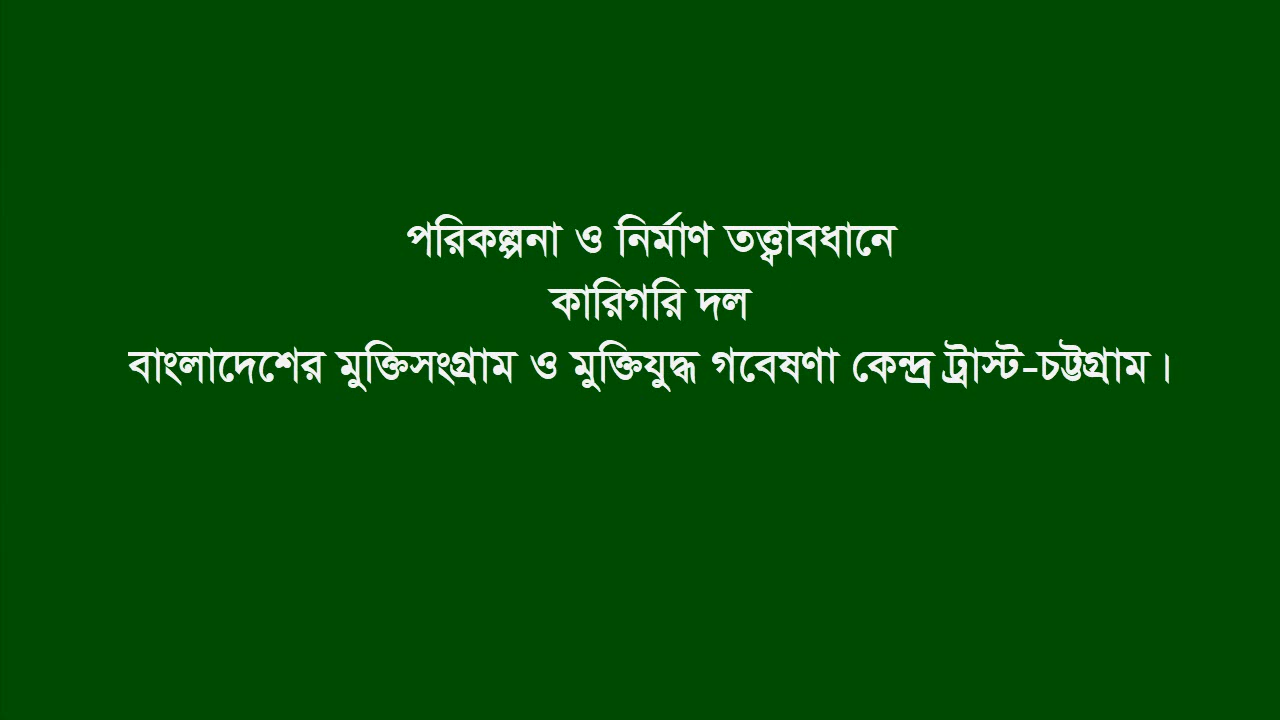 পরিকল্পনা ও নির্মাণ তত্ত্বাবধানে
কারিগরি দল
বাংলাদেশের মুক্তিসংগ্রাম ও মুক্তিযুদ্ধ গবেষণা কেন্দ্র ট্রাস্ট-চট্টগ্রাম।